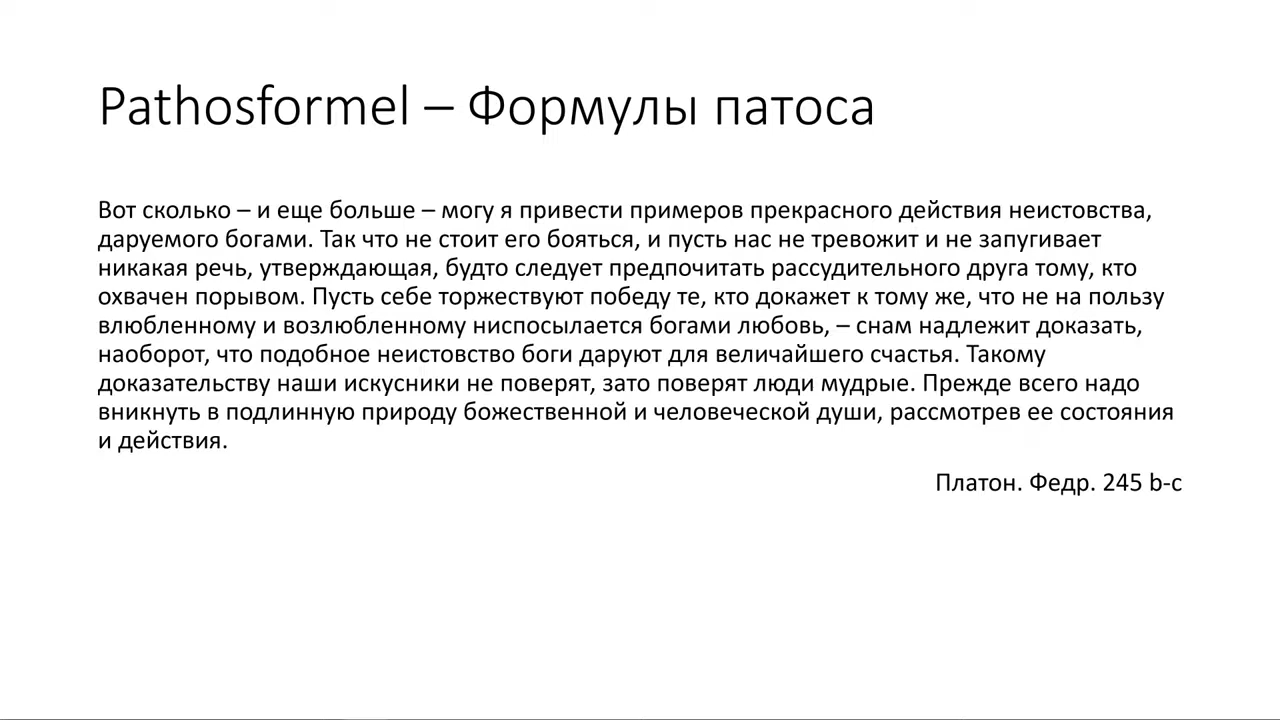 Pathosformel – Формулы патоса
Вот сколько – и еще больше – могу я привести примеров прекрасного действия неистовства,
даруемого богами. Так что не стоит его бояться, и пусть нас не тревожит и не запугивает
никакая речь, утверждающая, будто следует предпочитать рассудительного друга тому, кто
охвачен порывом. Пусть себе торжествуют победу те, кто докажет к тому же, что не на пользу
влюбленному и возлюбленному ниспосылается богами любовь, – снам надлежит доказать,
наоборот, что подобное неистовство боги даруют для величайшего счастья. Такому
доказательству наши искусники не поверят, зато поверят люди мудрые. Прежде всего надо
вникнуть в подлинную природу божественной и человеческой души, рассмотрев ее состояния
и действия.
Платон. Федр. 245 b-c